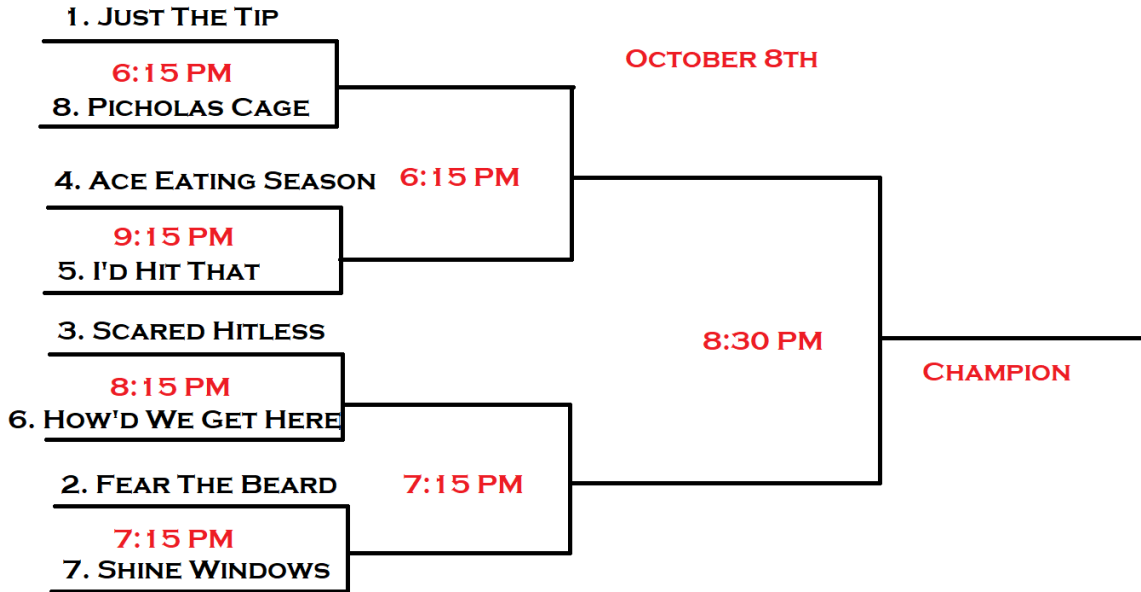 1. Just The Tip
October 8th
6:15 PM
8. Picholas Cage
4. Ace Eating Season
6:15 PM
9:15 PM
5. I'd Hit That
3. Scared Hitless
8:30 PM
Champion
8:15 PM
6. How'd We Get Here
2. Fear The Beard
7:15 PM
7:15 PM
7. Shine Windows